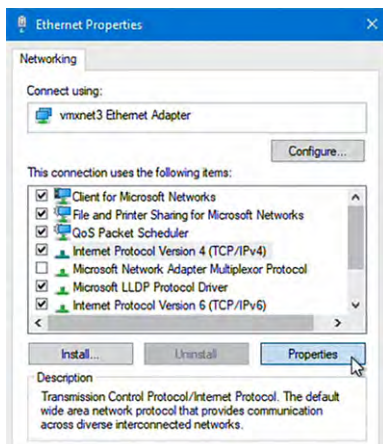 Ethernet Properties
Networking
Connect using:
vmxnet3 Ethernet Adapter
Configure...
This connection uses the following items:
Client for Microsoft Networks
File and Printer Sharing for Microsoft Networks
QoS Packet Scheduler
Internet Protocol Version 4 (TCP/IPv4)
Microsoft Network Adapter Multiplexor Protocol
Microsoft LLDP Protocol Driver
Internet Protocol Version 6 (TCP/IPv6)
Install...
Uninstall
Properties
Description
Transmission Control Protocol/Internet Protocol. The default
wide area network protocol that provides communication
across diverse interconnected networks.